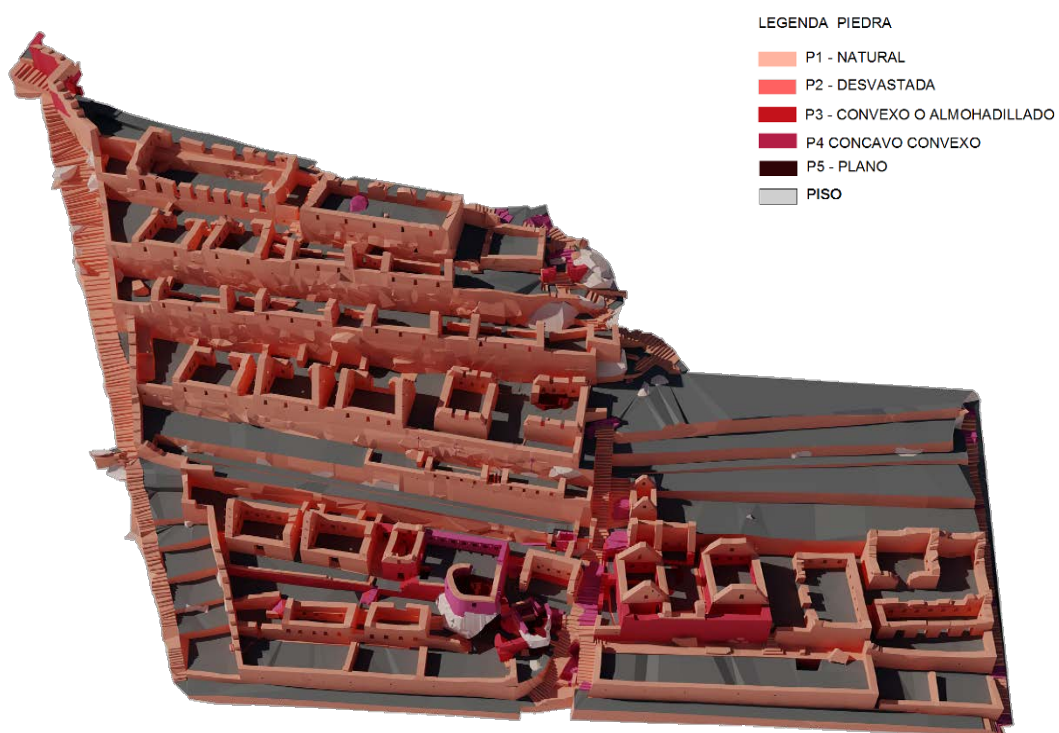 LEGENDA PIEDRA
P1 - NATURAL
P2 - DESVASTADA
P3 - CONVEXO O ALMOHADILLADO
P4 CONCAVO CONVEXO
P5 - PLANO
PISO